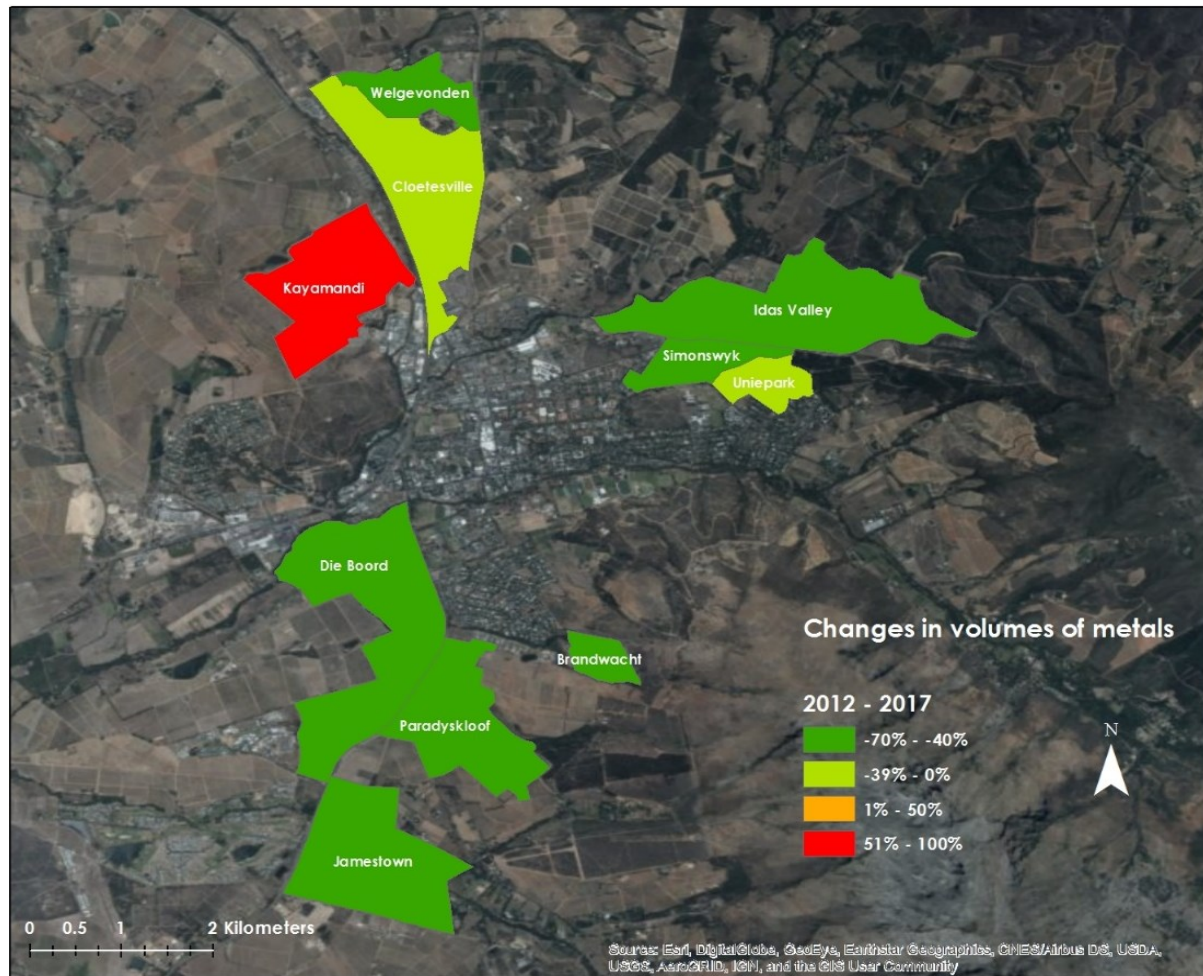 Welgevonden
Cloetesville
Kayamandi
Idas Valley
Simonswyk
Uniepark
Die Boord
Brandwacht
Paradyskloof
Jamestown
Changes in volumes of metals
2012 - 2017
-70% - -40%
-39% - 0%
1% - 50%
51% - 100%
N
0 0.5 1 2 Kilometers
Source: Esri, DigitalGlobe, GeoEye, Earthstar Geographics, CNES/Airbus DS, USDA,
USGS, AeroGRID, IGN, and the GIS User Community